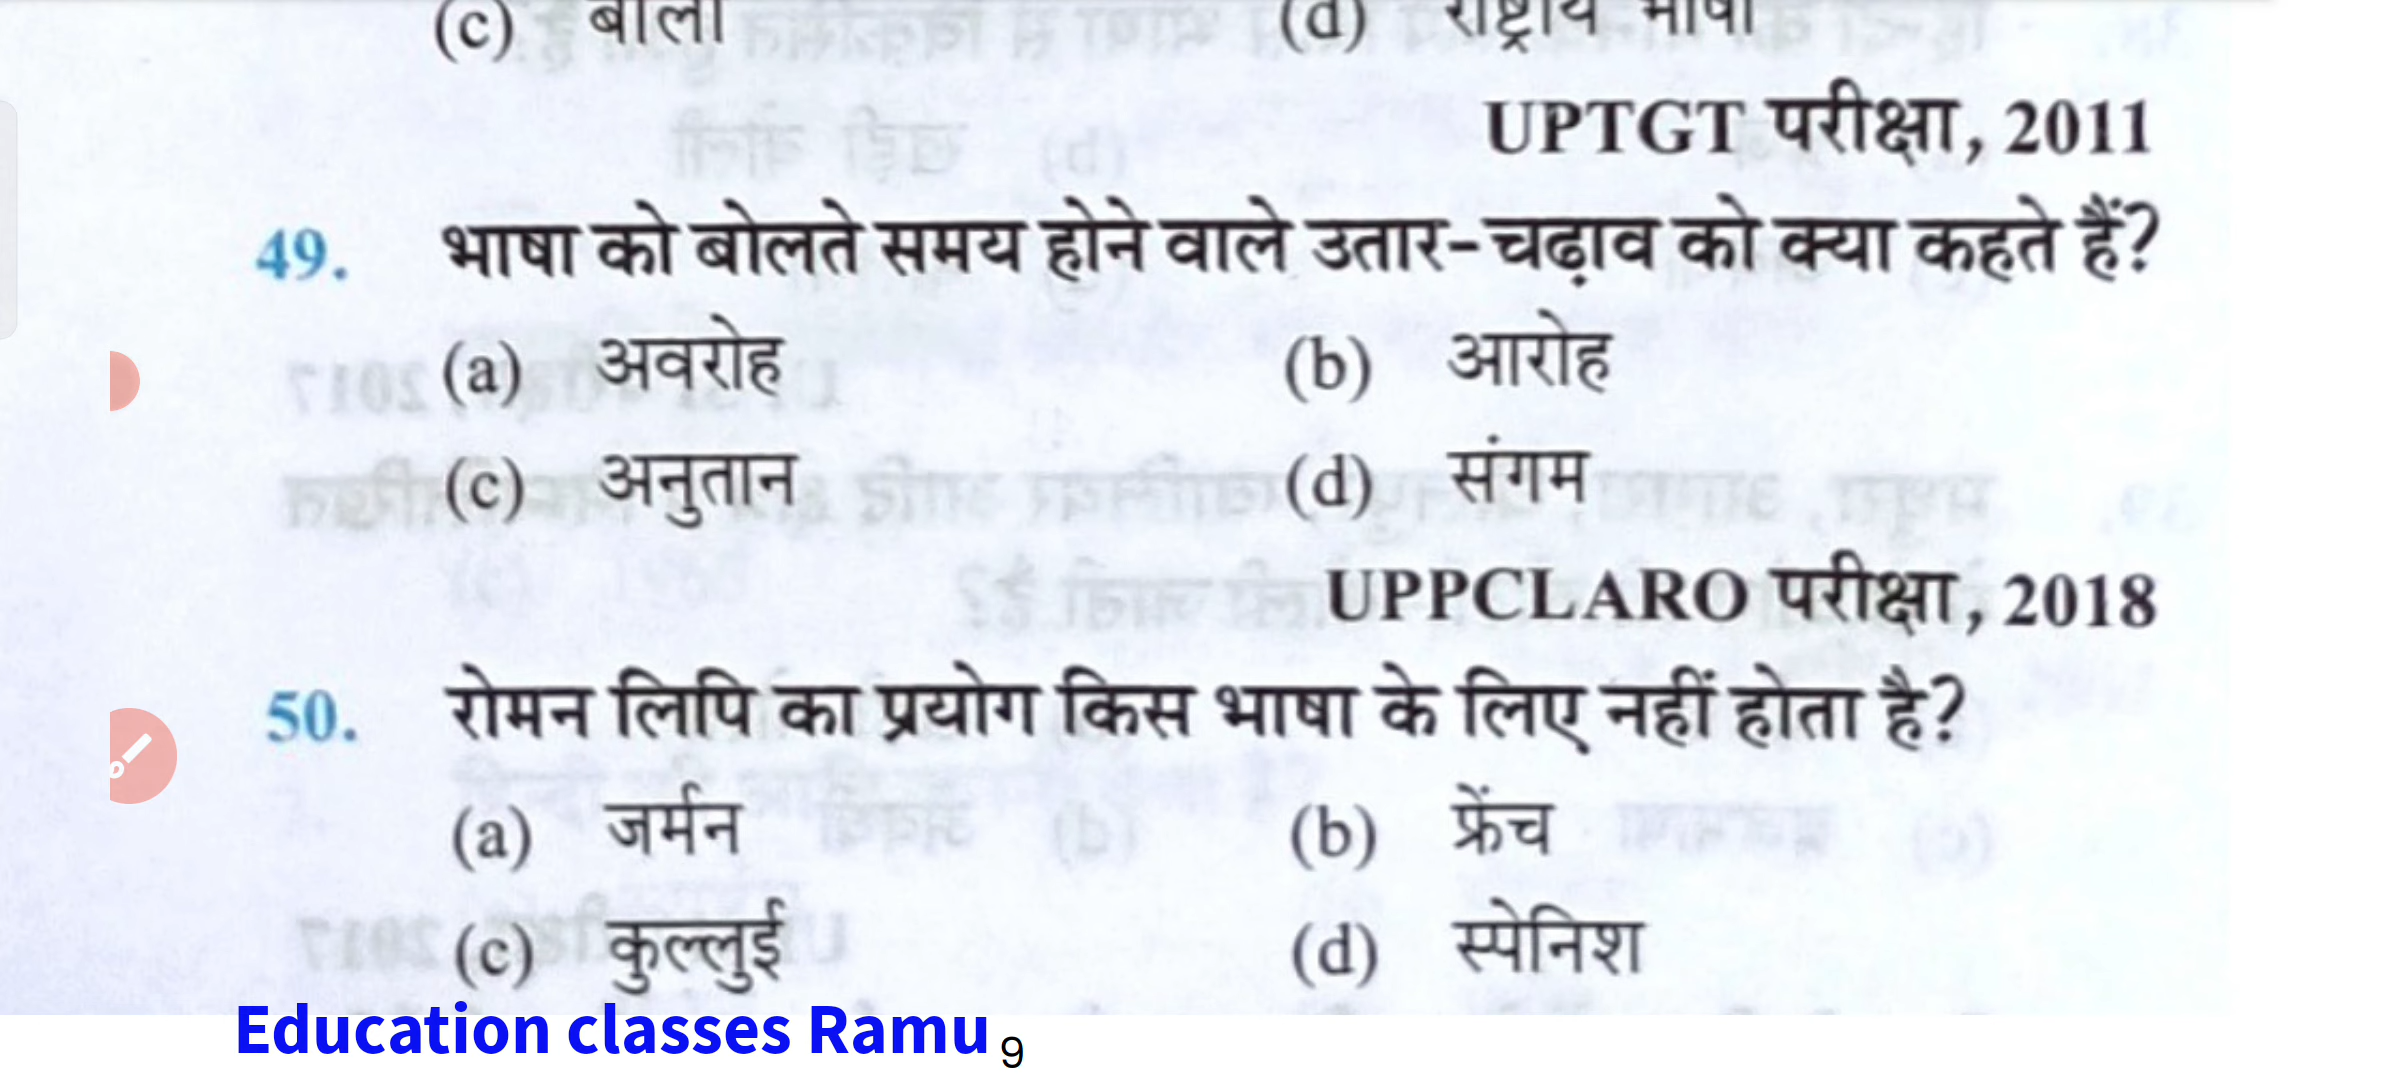 (c) बोली (d) राष्ट्रीय भाषा
UPTGT परीक्षा, 2011
49. भाषा को बोलते समय होने वाले उतार-चढ़ाव को क्या कहते हैं?
(a) अवरोह (b) आरोह
(c) अनुतान (d) संगम
UPPCLARO परीक्षा, 2018
50. रोमन लिपि का प्रयोग किस भाषा के लिए नहीं होता है?
(a) जर्मन (b) फ्रेंच
(c) कुल्लुई (d) स्पेनिश
Education classes Ramu 9